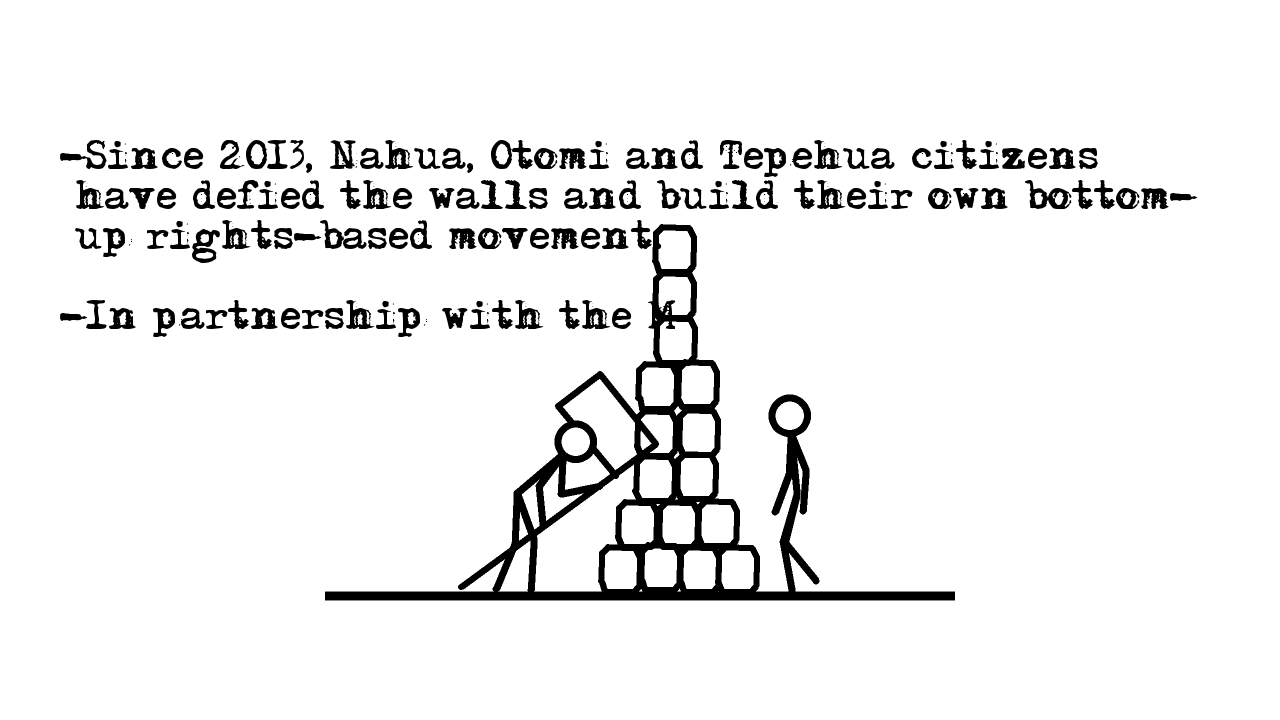 -Since 2013, Nahua, Otomi and Tepehua citizens
have defied the walls and build their own bottom-
up rights-based movement.
-In partnership with the M